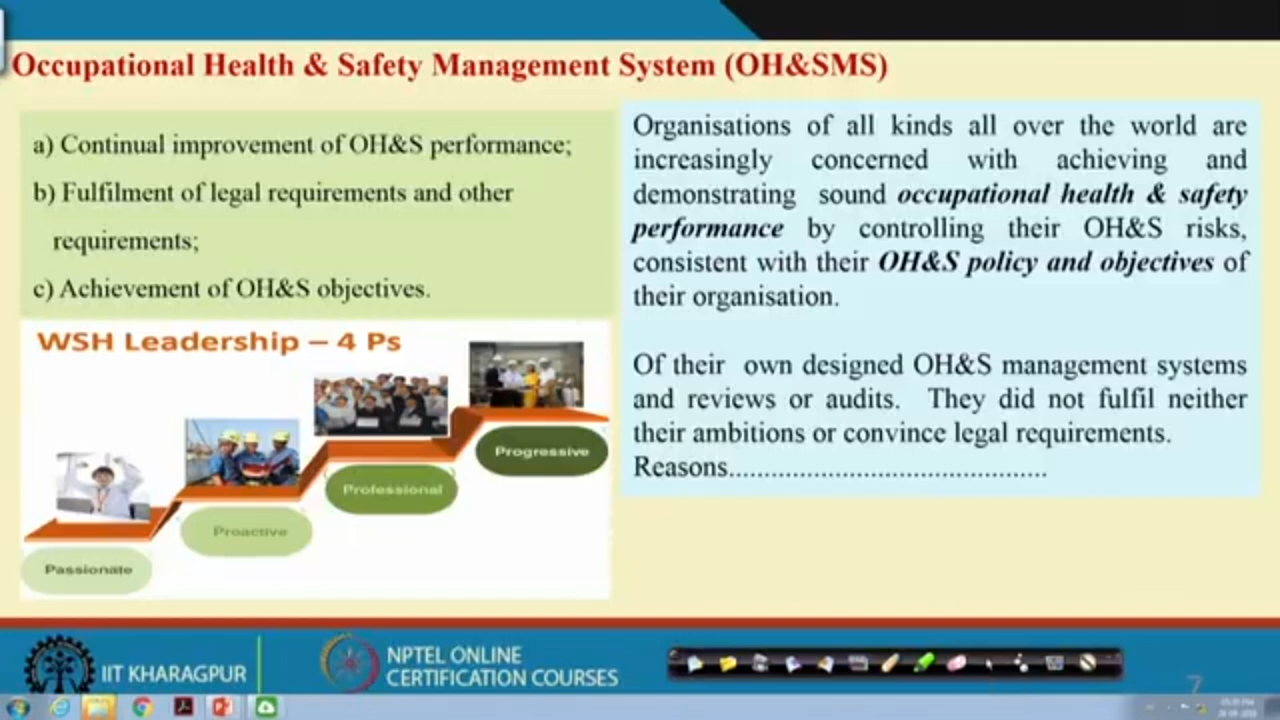 Occupational Health & Safety Management System (OH&SMS)
a) Continual improvement of OH&S performance;
b) Fulfilment of legal requirements and other
requirements;
c) Achievement of OH&S objectives.
WSH Leadership – 4 Ps
Passionate
Proactive
Professional
Progressive
Organisations of all kinds all over the world are
increasingly concerned with achieving and
demonstrating sound occupational health & safety
performance by controlling their OH&S risks,
consistent with their OH&S policy and objectives of
their organisation.
Of their own designed OH&S management systems
and reviews or audits. They did not fulfil neither
their ambitions or convince legal requirements.
Reasons.............................................
IIT KHARAGPUR
NPTEL ONLINE
CERTIFICATION COURSES
7